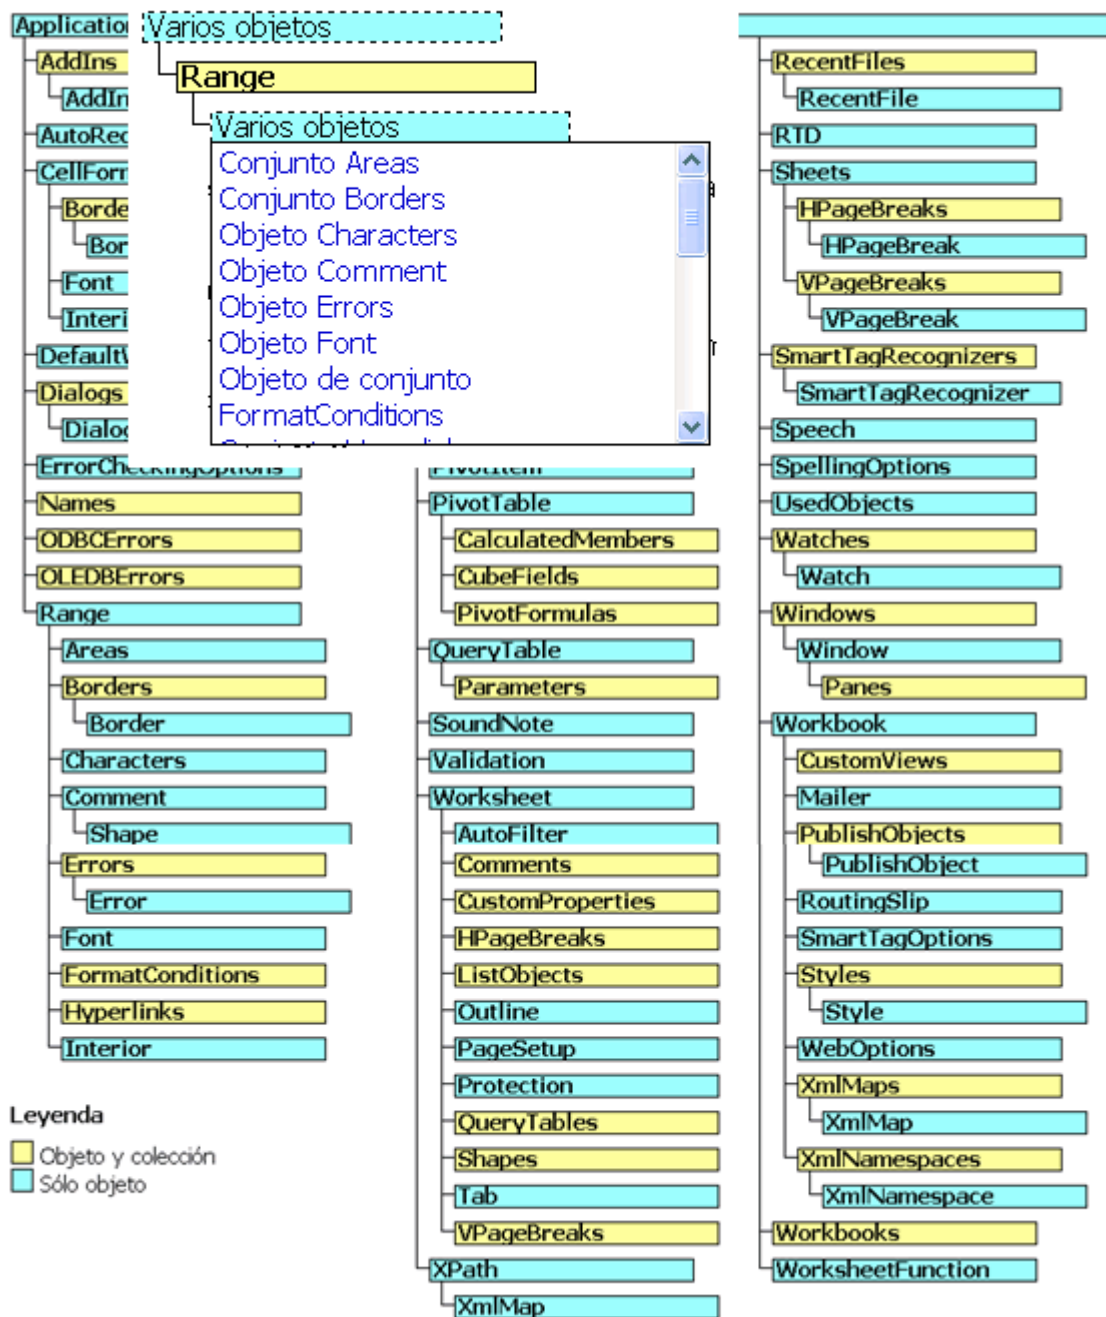 Application
AddIns
AutoRec
CellForr
Borde
Bor
Font
Interi
Dialogs
Dialo
ErrorCheckingOptions
Names
ODBCErrors
OLEDBErrors
Range
Areas
Borders
Border
Characters
Comment
Shape
Errors
Error
Font
FormatConditions
Hyperlinks
Interior
Leyenda
Objeto y colección
Sólo objeto
Varios objetos
Range
Varios objetos
Conjunto Areas
Conjunto Borders
Objeto Characters
Objeto Comment
Objeto Errors
Objeto Font
Objeto de conjunto
FormatConditions
PivotItem
PivotTable
CalculatedMembers
CubeFields
PivotFormulas
QueryTable
Parameters
SoundNote
Validation
Worksheet
AutoFilter
Comments
CustomProperties
HPageBreaks
ListObjects
Outline
PageSetup
Protection
QueryTables
Shapes
Tab
VPageBreaks
XPath
XmlMap
RecentFiles
RecentFile
RTD
Sheets
HPageBreaks
HPageBreak
VPageBreaks
VPageBreak
SmartTagRecognizers
SmartTagRecognizer
Speech
SpellingOptions
UsedObjects
Watches
Watch
Windows
Window
Panes
Workbook
CustomViews
Mailer
PublishObjects
PublishObject
RoutingSlip
SmartTagOptions
Styles
Style
WebOptions
XmlMaps
XmlMap
XmlNamespaces
XmlNamespace
Workbooks
WorksheetFunction